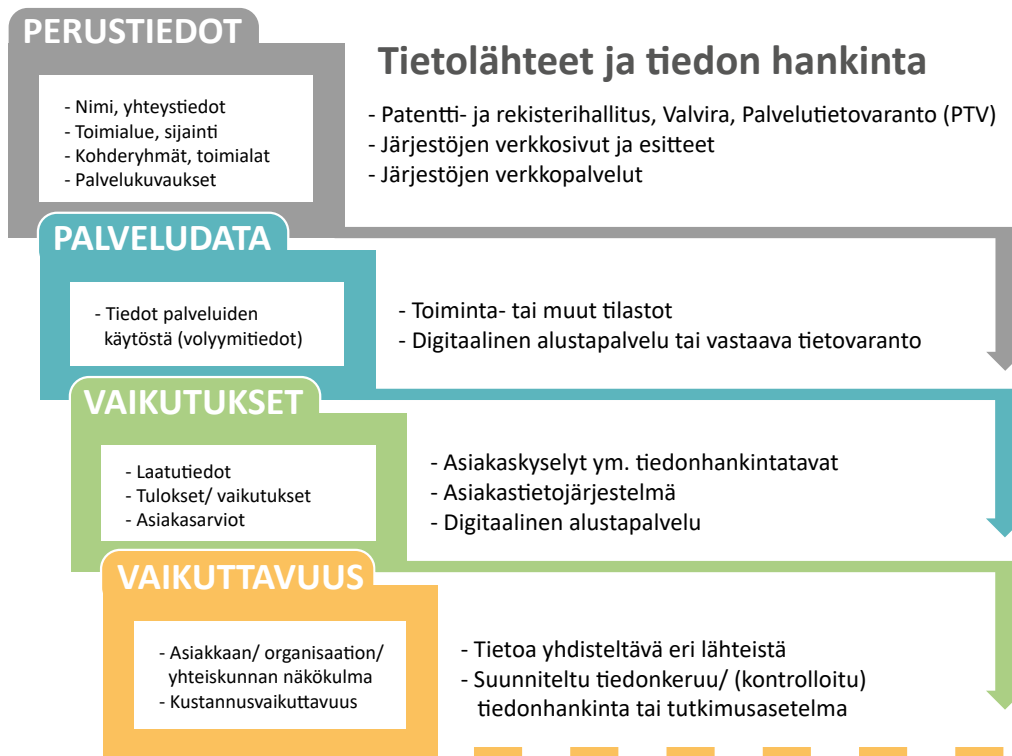 PERUSTIEDOT
- Nimi, yhteystiedot
- Toimialue, sijainti
- Kohderyhmät, toimialat
- Palvelukuvaukset
Tietolähteet ja tiedon hankinta
- Patentti- ja rekisterihallitus, Valvira, Palvelutietovaranto (PTV)
- Järjestöjen verkkosivut ja esitteet
- Järjestöjen verkkopalvelut
PALVELUDATA
- Tiedot palveluiden
käytöstä (volyymitiedot)
- Toiminta- tai muut tilastot
- Digitaalinen alustapalvelu tai vastaava tietovaranto
VAIKUTUKSET
- Laatutiedot
- Tulokset/ vaikutukset
- Asiakasarviot
- Asiakaskyselyt ym. tiedonhankintatavat
- Asiakastietojärjestelmä
- Digitaalinen alustapalvelu
VAIKUTTAVUUS
- Asiakkaan/ organisaation/
yhteiskunnan näkökulma
- Kustannusvaikuttavuus
- Tietoa yhdisteltävä eri lähteistä
- Suunniteltu tiedonkeruu/ (kontrolloitu)
tiedonhankinta tai tutkimusasetelma